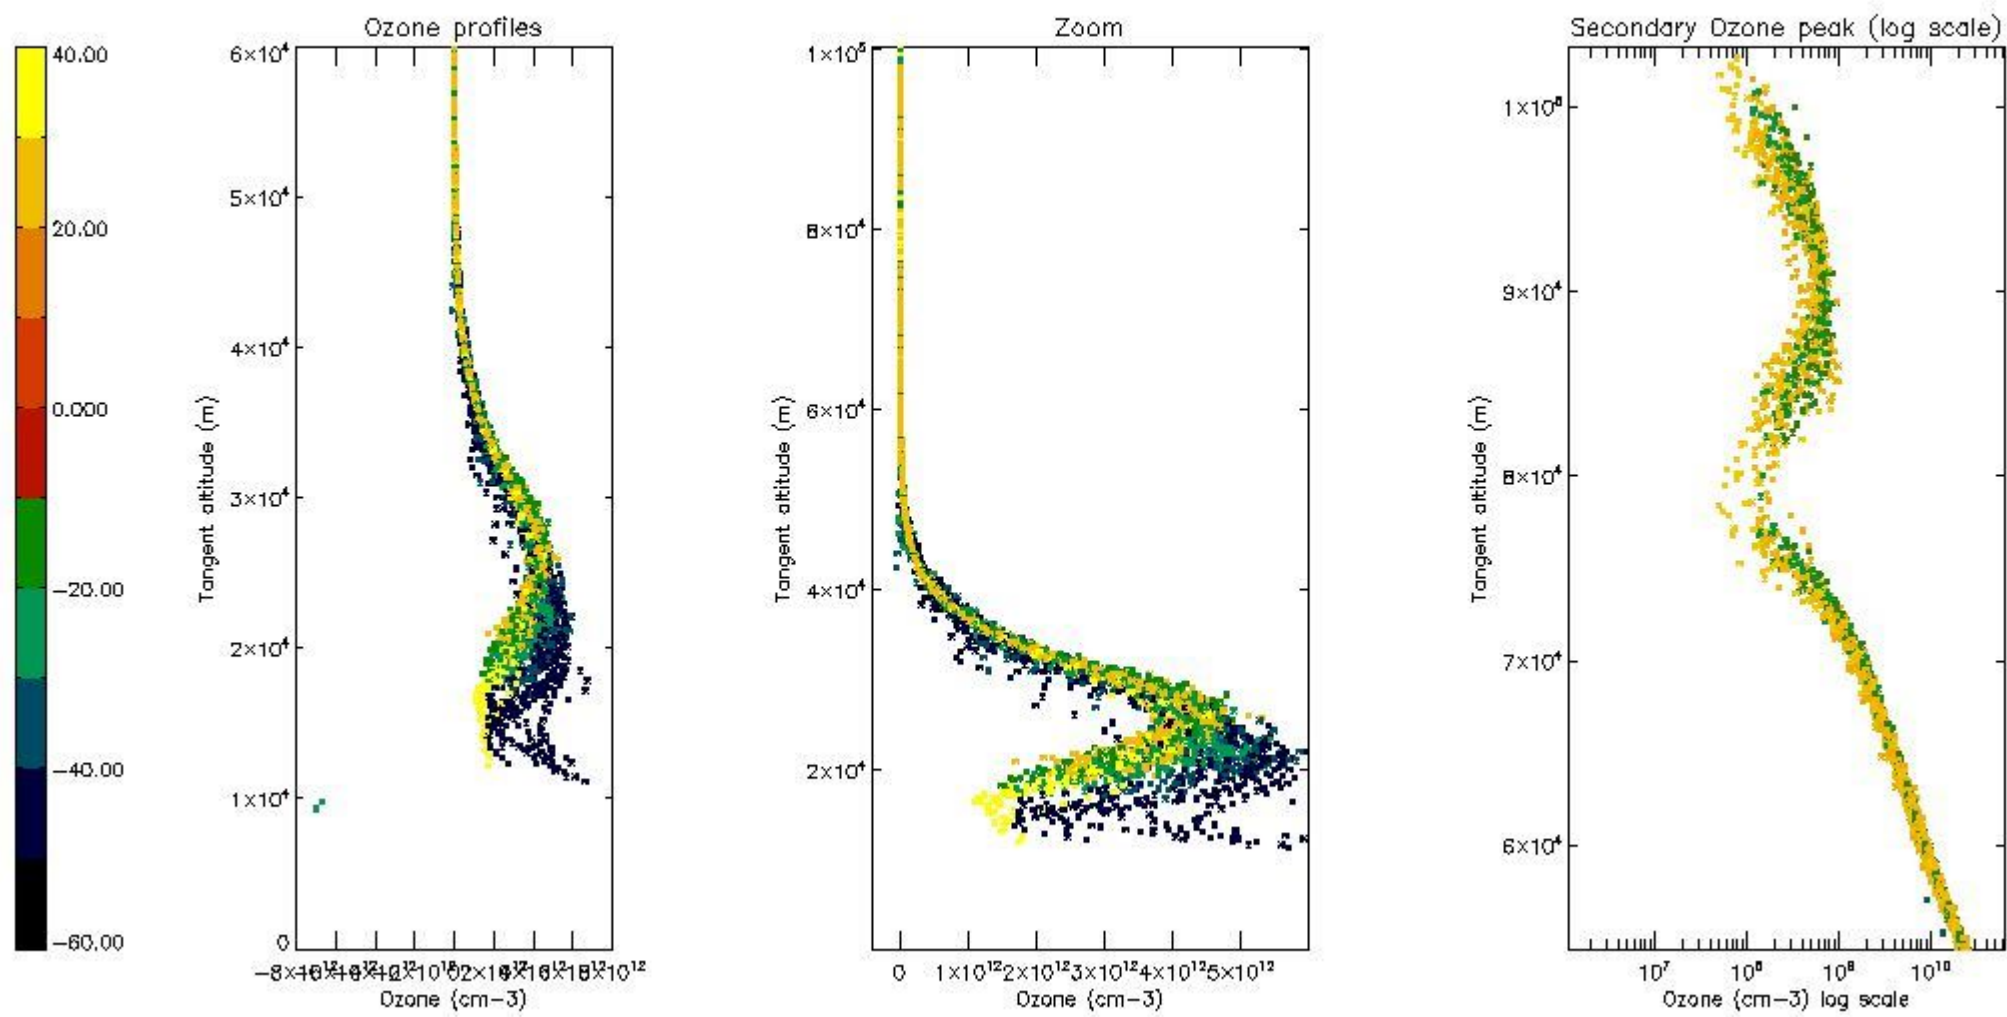 Ozone profiles
Zoom
Secondary Ozone peak (log scale)
40.00
20.00
0.000
−20.00
−40.00
−60.00
6×10⁴
5×10⁴
4×10⁴
3×10⁴
2×10⁴
1×10⁴
0
Tangent altitude (m)
Ozone (cm−3)
1×10⁵
8×10⁴
6×10⁴
4×10⁴
2×10⁴
Tangent altitude (m)
0 1×10¹² 2×10¹² 3×10¹² 4×10¹² 5×10¹²
Ozone (cm−3)
9×10⁴
8×10⁴
7×10⁴
6×10⁴
Tangent altitude (m)
10⁷ 10⁸ 10⁹ 10¹⁰
Ozone (cm−3) log scale